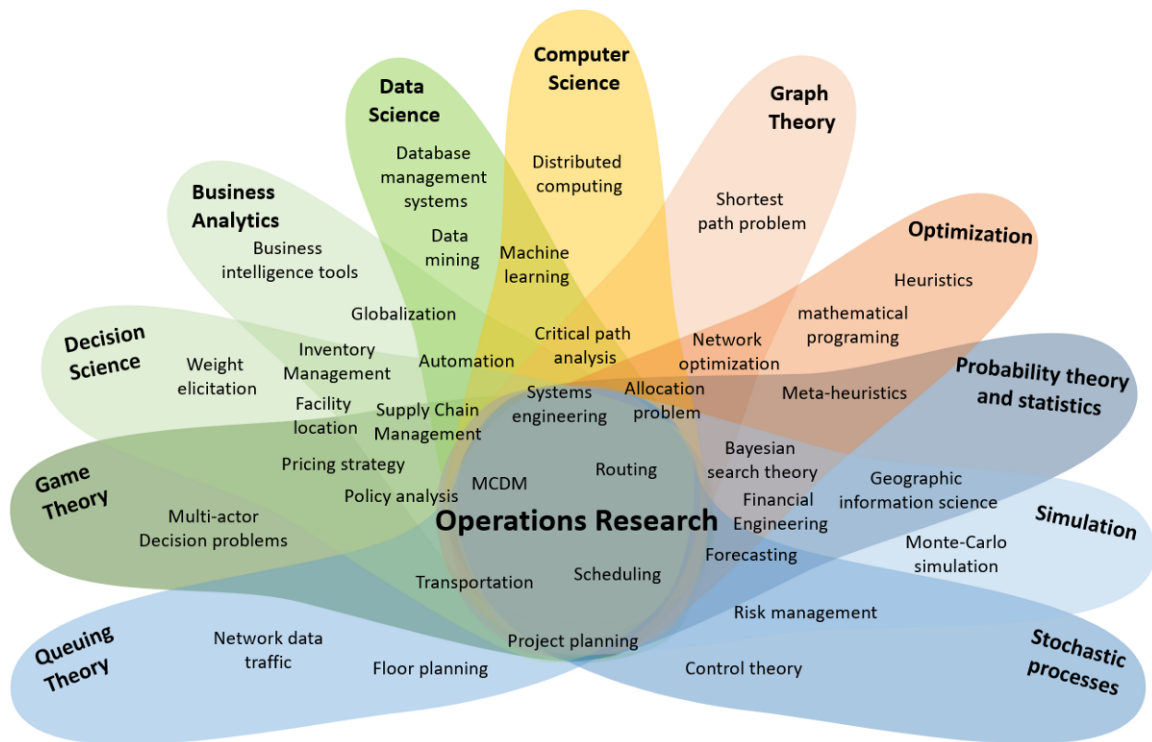 Computer
Science
Data
Science
Graph
Theory
Database
management
systems
Distributed
computing
Business
Analytics
Shortest
path problem
Business
intelligence tools
Data
mining
Machine
learning
Optimization
Heuristics
Globalization
mathematical
programing
Decision
Science
Weight
elicitation
Inventory
Management
Automation
Critical path
analysis
Network
optimization
Probability theory
and statistics
Facility
location
Supply Chain
Management
Systems
engineering
Allocation
problem
Meta-heuristics
Game
Theory
Pricing strategy
Policy analysis
MCDM
Routing
Bayesian
search theory
Geographic
information science
Multi-actor
Decision problems
Operations Research
Financial
Engineering
Simulation
Monte-Carlo
simulation
Transportation
Scheduling
Forecasting
Queuing
Theory
Network data
traffic
Floor planning
Project planning
Risk management
Control theory
Stochastic
processes